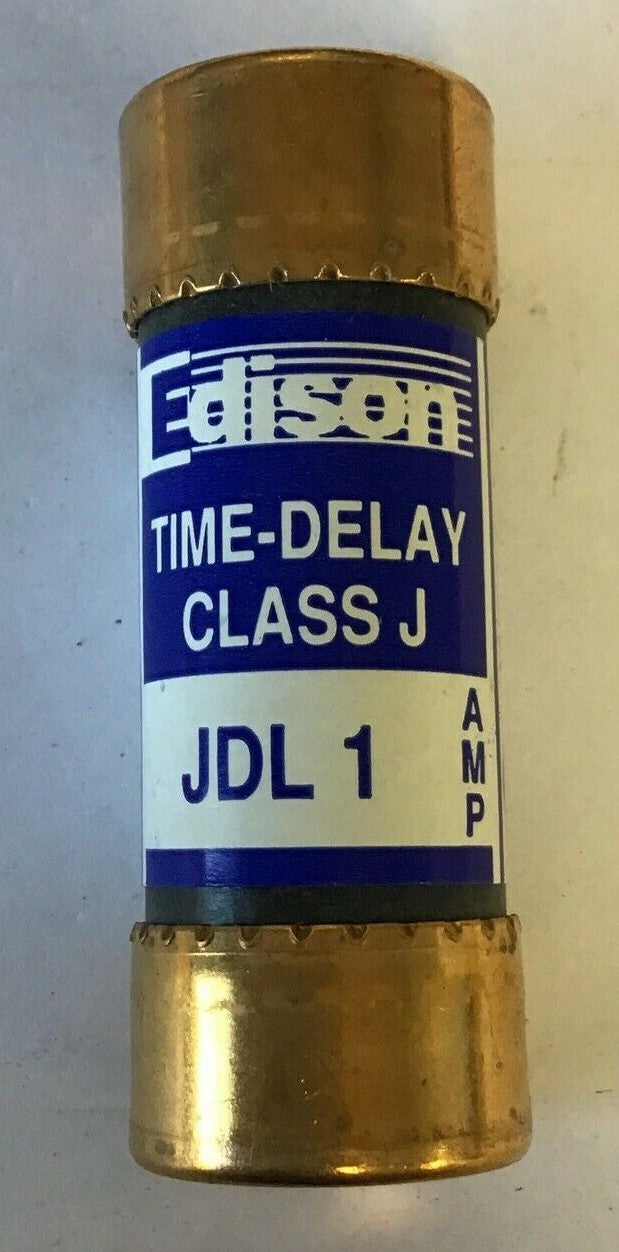 Edison
TIME-DELAY
CLASS J
JDL 1
AMP